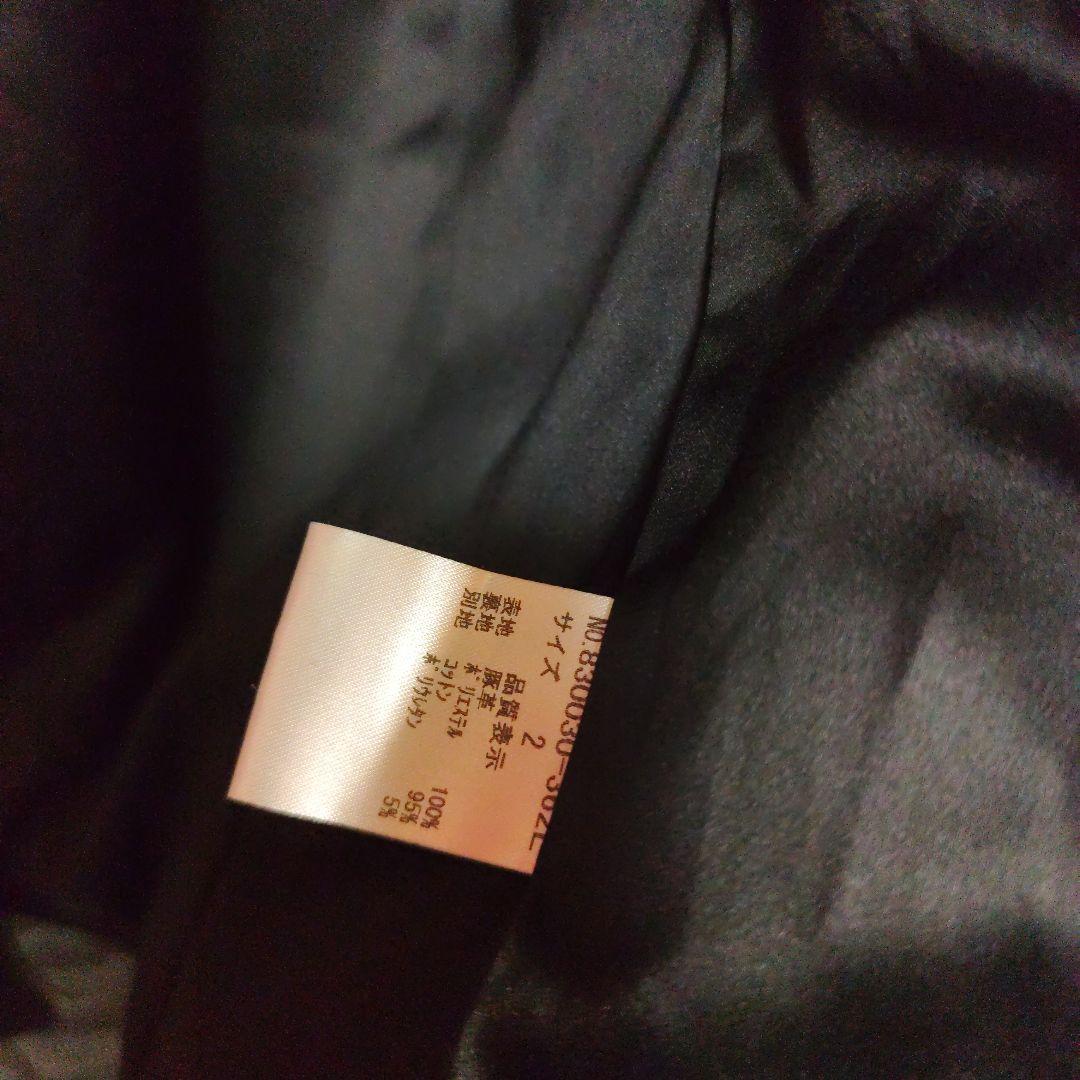 NO.830030-362L
サイズ 2
品質表示
表地 豚革
裏地 ポリエステル 100%
別地 コットン 95%
ポリウレタン 5%